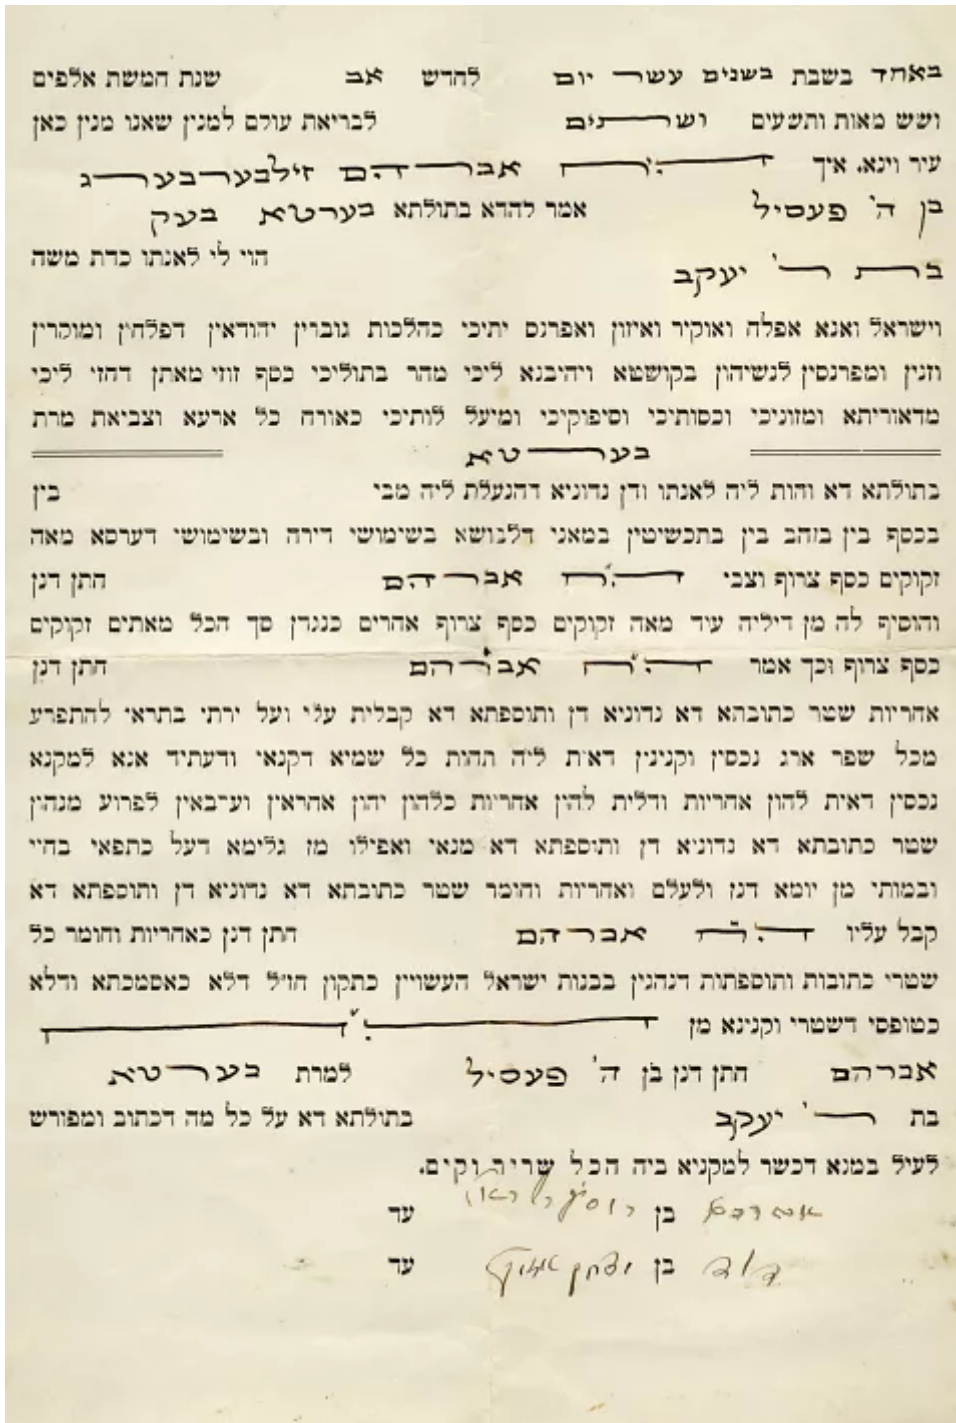 באחד בשבת בשנים עשר יום לחדש אב שנת חמשת אלפים
ושש מאות ותשעים ושתים לבריאת עולם למנין שאנו מנין כאן
עיר וינא. איך הח׳ אברהם זילבערבערג
בן ה׳ פעסיל אמר להדא בתולתא בערטא בעק
בת ר׳ יעקב הוי לי לאנתו כדת משה
וישראל ואנא אפלח ואוקיר ואיזון ואפרנס יתיכי כהלכות גוברין יהודאין דפלחין ומוקרין
וזנין ומפרנסין לנשיהון בקושטא ויהיבנא ליכי מהר בתוליכי כסף זוזי מאתן דחזי ליכי
מדאוריתא ומזוניכי וכסותיכי וסיפוקיכי ומיעל לותיכי כאורח כל ארעא וצביאת מרת
בערטא
בתולתא דא והות ליה לאנתו ודן נדוניא דהנעלת ליה מבי בין
בכסף בין בזהב בין בתכשיטין במאני דלבושא בשימושי דירה ובשימושי דערסא מאה
זקוקים כסף צרוף וצבי אברהם חתן דנן
והוסיף לה מן דיליה עוד מאה זקוקים כסף צרוף אחרים כנגדן סך הכל מאתים זקוקים
כסף צרוף וכך אמר אברהם חתן דנן
אחריות שטר כתובתא דא נדוניא דן ותוספתא דא קבלית עלי ועל ירתי בתראי להתפרע
מכל שפר ארג נכסין וקנינין דאית ליה תחות כל שמיא דקנאי ודעתיד אנא למקנא
נכסין דאית להון אחריות ודלית להון אחריות כלהון יהון אחראין וערבאין לפרוע מנהון
שטר כתובתא דא נדוניא דן ותוספתא דא מנאי ואפילו מן גלימא דעל כתפאי בחיי
ובמותי מן יומא דנן ולעלם ואחריות וחומר שטר כתובתא דא נדוניא דן ותוספתא דא
קבל עליו אברהם חתן דנן כאחריות וחומר כל
שטרי כתובות ותוספתות דנהגין בבנות ישראל העשויין כתקון חז״ל דלא כאסמכתא ודלא
כטופסי דשטרי וקנינא מן
אברהם חתן דנן בן ה׳ פעסיל למרת בערטא
בת ר׳ יעקב בתולתא דא על כל מה דכתוב ומפורש
לעיל במנא דכשר למקניא ביה הכל שריר וקים.
בן עד
דוד בן עד